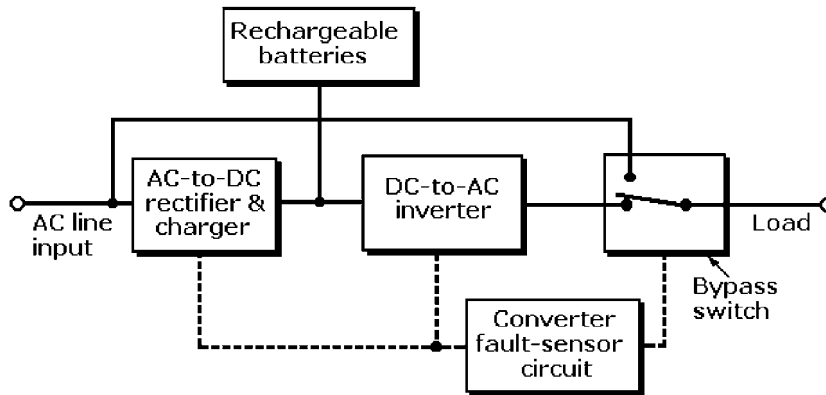 Rechargeable
batteries
AC-to-DC
rectifier &
charger
DC-to-AC
inverter
AC line
input
Load
Bypass
switch
Converter
fault-sensor
circuit